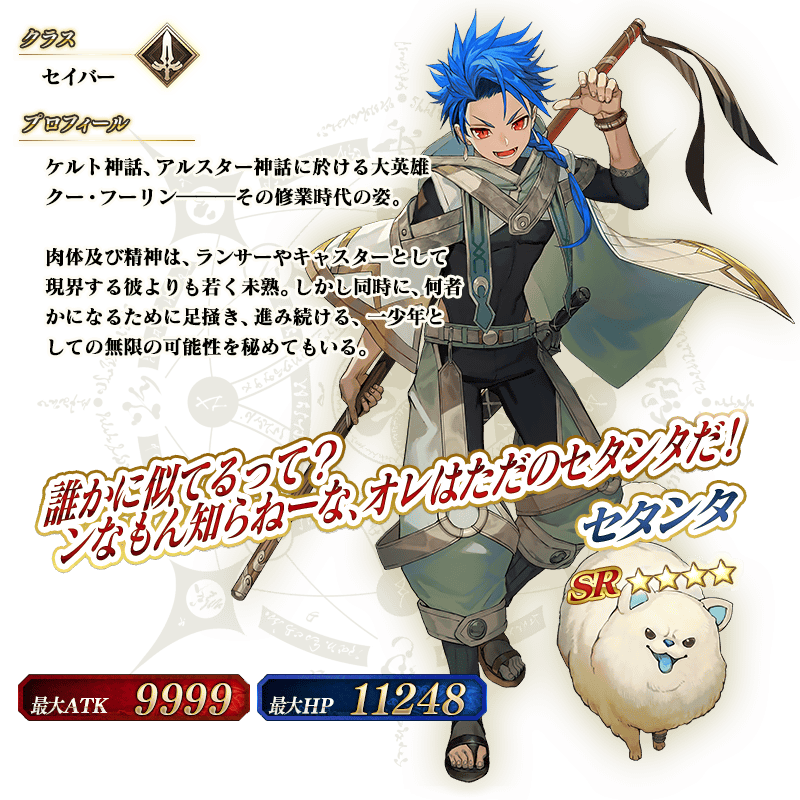 クラス
セイバー
プロフィール
ケルト神話、アルスター神話に於ける大英雄
クー・フーリン―――その修業時代の姿。
肉体及び精神は、ランサーやキャスターとして
現界する彼よりも若く未熟。しかし同時に、何者
かになるために足掻き、進み続ける、一少年と
しての無限の可能性を秘めてもいる。
誰かに似てるって?
ンなもん知らねーな、オレはただのセタンタだ!
セタンタ
SR ★★★★
最大ATK 9999
最大HP 11248